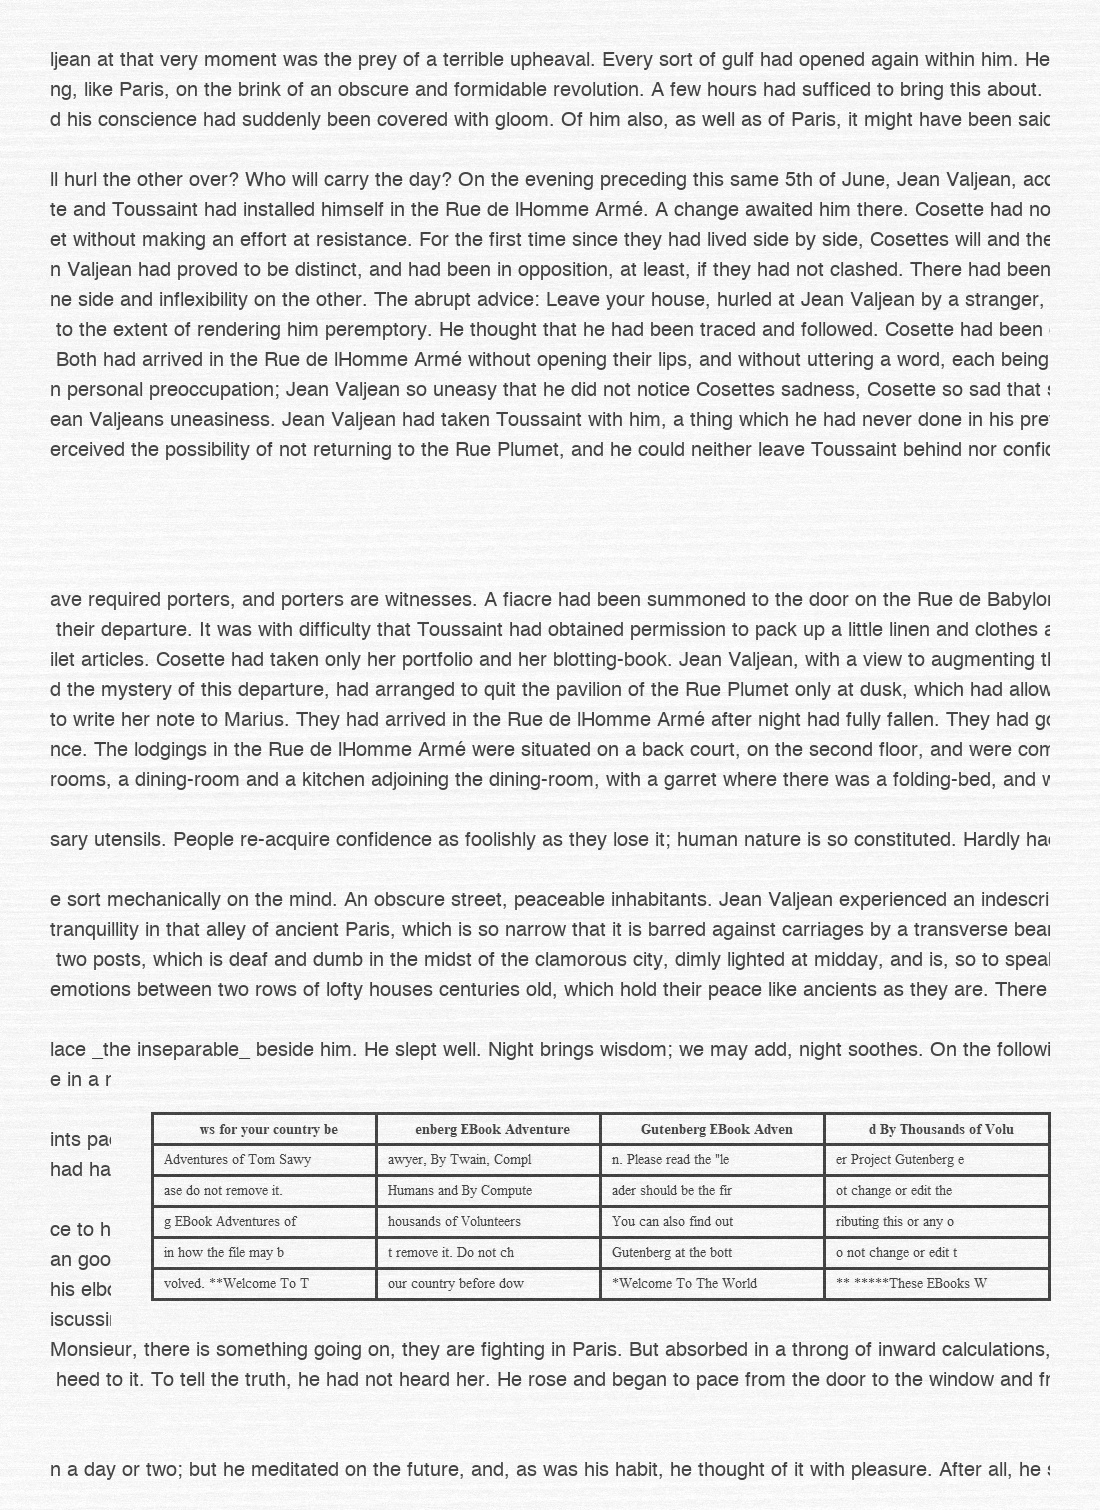 ljean at that very moment was the prey of a terrible upheaval. Every sort of gulf had opened again within him. He
ng, like Paris, on the brink of an obscure and formidable revolution. A few hours had sufficed to bring this about.
d his conscience had suddenly been covered with gloom. Of him also, as well as of Paris, it might have been said
ll hurl the other over? Who will carry the day? On the evening preceding this same 5th of June, Jean Valjean, acc
te and Toussaint had installed himself in the Rue de lHomme Armé. A change awaited him there. Cosette had no
et without making an effort at resistance. For the first time since they had lived side by side, Cosettes will and the
n Valjean had proved to be distinct, and had been in opposition, at least, if they had not clashed. There had been
ne side and inflexibility on the other. The abrupt advice: Leave your house, hurled at Jean Valjean by a stranger,
to the extent of rendering him peremptory. He thought that he had been traced and followed. Cosette had been
Both had arrived in the Rue de lHomme Armé without opening their lips, and without uttering a word, each being
n personal preoccupation; Jean Valjean so uneasy that he did not notice Cosettes sadness, Cosette so sad that
ean Valjeans uneasiness. Jean Valjean had taken Toussaint with him, a thing which he had never done in his pre
erceived the possibility of not returning to the Rue Plumet, and he could neither leave Toussaint behind nor confid
ave required porters, and porters are witnesses. A fiacre had been summoned to the door on the Rue de Babylon
their departure. It was with difficulty that Toussaint had obtained permission to pack up a little linen and clothes a
ilet articles. Cosette had taken only her portfolio and her blotting-book. Jean Valjean, with a view to augmenting t
d the mystery of this departure, had arranged to quit the pavilion of the Rue Plumet only at dusk, which had allow
to write her note to Marius. They had arrived in the Rue de lHomme Armé after night had fully fallen. They had go
nce. The lodgings in the Rue de lHomme Armé were situated on a back court, on the second floor, and were com
rooms, a dining-room and a kitchen adjoining the dining-room, with a garret where there was a folding-bed, and w
sary utensils. People re-acquire confidence as foolishly as they lose it; human nature is so constituted. Hardly had
e sort mechanically on the mind. An obscure street, peaceable inhabitants. Jean Valjean experienced an indescri
tranquillity in that alley of ancient Paris, which is so narrow that it is barred against carriages by a transverse bear
two posts, which is deaf and dumb in the midst of the clamorous city, dimly lighted at midday, and is, so to speak
emotions between two rows of lofty houses centuries old, which hold their peace like ancients as they are. There
lace _the inseparable_ beside him. He slept well. Night brings wisdom; we may add, night soothes. On the followi
e in a r
ws for your country be enberg EBook Adventure Gutenberg EBook Adven d By Thousands of Volu
ints pa
Adventures of Tom Sawy awyer, By Twain, Compl n. Please read the "le er Project Gutenberg e
had ha
ase do not remove it. Humans and By Compute ader should be the fir ot change or edit the
g EBook Adventures of housands of Volunteers You can also find out ributing this or any o
ce to h
in how the file may b t remove it. Do not ch Gutenberg at the bott o not change or edit t
an goo
volved. **Welcome To T our country before dow *Welcome To The World ** *****These EBooks W
his elbo
iscussi
Monsieur, there is something going on, they are fighting in Paris. But absorbed in a throng of inward calculations,
heed to it. To tell the truth, he had not heard her. He rose and began to pace from the door to the window and fr
n a day or two; but he meditated on the future, and, as was his habit, he thought of it with pleasure. After all, he